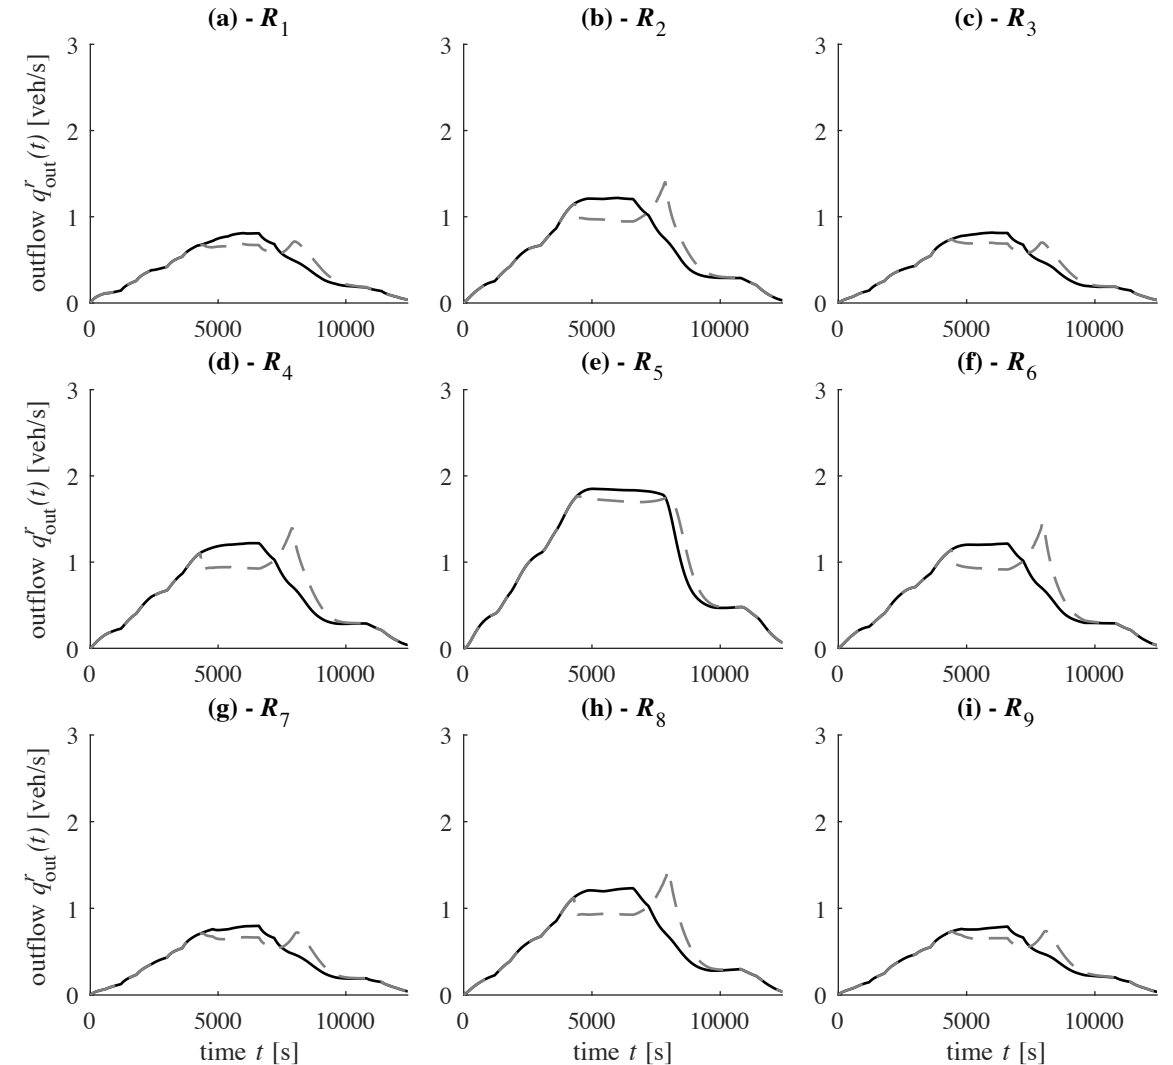 (a) - R1 (b) - R2 (c) - R3
outflow q^r_out(t) [veh/s]
3 3 3
2 2 2
1 1 1
0 0 0
0 5000 10000 0 5000 10000 0 5000 10000
(d) - R4 (e) - R5 (f) - R6
outflow q^r_out(t) [veh/s]
3 3 3
2 2 2
1 1 1
0 0 0
0 5000 10000 0 5000 10000 0 5000 10000
(g) - R7 (h) - R8 (i) - R9
outflow q^r_out(t) [veh/s]
3 3 3
2 2 2
1 1 1
0 0 0
0 5000 10000 0 5000 10000 0 5000 10000
time t [s] time t [s] time t [s]